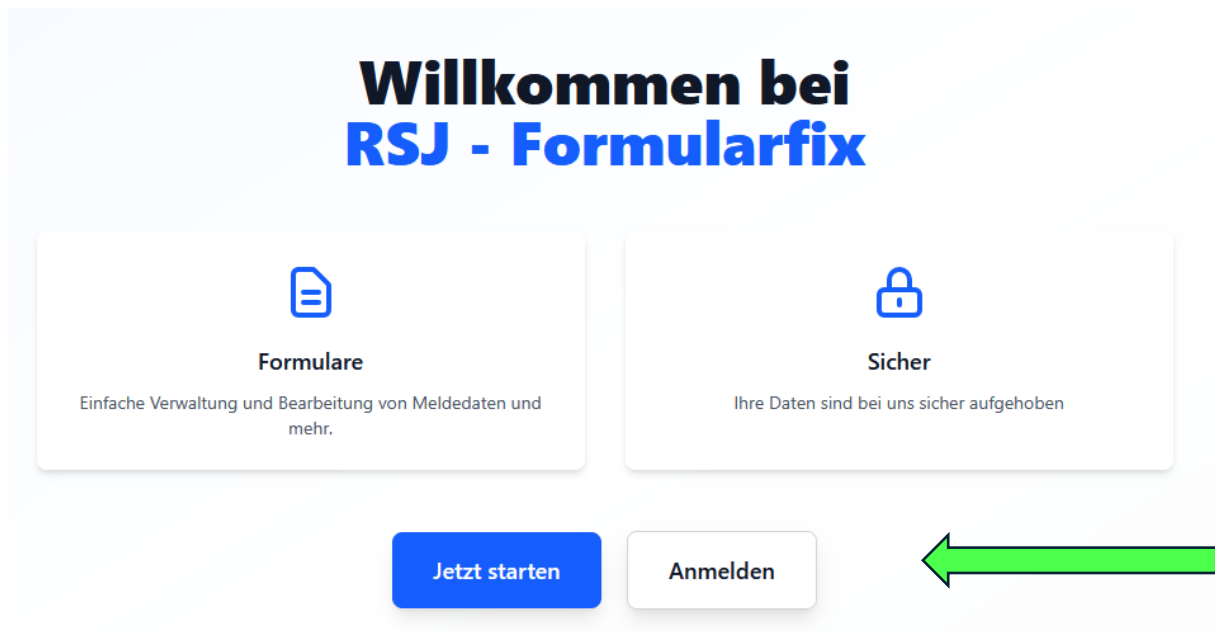 Willkommen bei
RSJ - Formularfix
Formulare
Einfache Verwaltung und Bearbeitung von Meldedaten und
mehr.
Sicher
Ihre Daten sind bei uns sicher aufgehoben
Jetzt starten
Anmelden